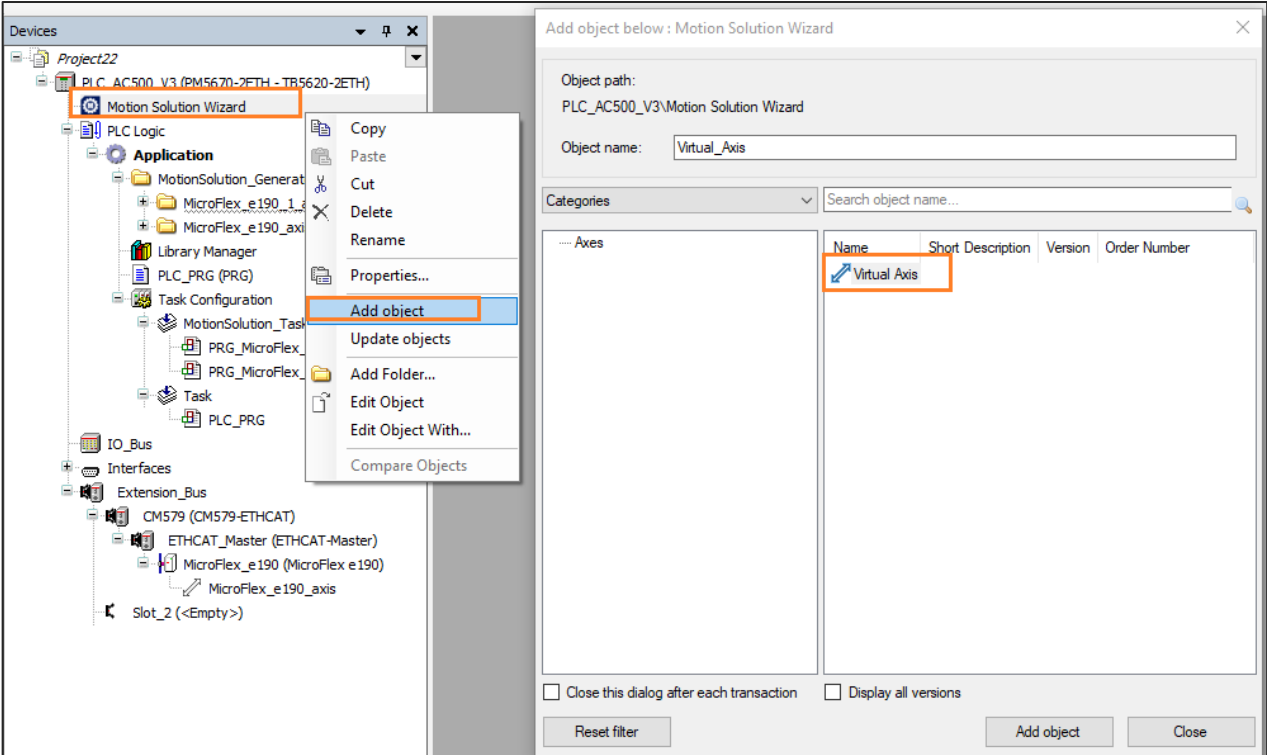 Devices
Project22
PLC_AC500_V3 (PM5670-2ETH - TB5620-2ETH)
Motion Solution Wizard
PLC Logic
Application
MotionSolution_Generat
MicroFlex_e190_1_a
MicroFlex_e190_axi
Library Manager
PLC_PRG (PRG)
Task Configuration
MotionSolution_Task
PRG_MicroFlex_
PRG_MicroFlex_
Task
PLC_PRG
IO_Bus
Interfaces
Extension_Bus
CM579 (CM579-ETHCAT)
ETHCAT_Master (ETHCAT-Master)
MicroFlex_e190 (MicroFlex e190)
MicroFlex_e190_axis
Slot_2 (<Empty>)
Copy
Paste
Cut
Delete
Rename
Properties...
Add object
Update objects
Add Folder...
Edit Object
Edit Object With...
Compare Objects
Add object below : Motion Solution Wizard
Object path:
PLC_AC500_V3\Motion Solution Wizard
Object name: Virtual_Axis
Categories Search object name...
Axes
Name Short Description Version Order Number
Virtual Axis
Close this dialog after each transaction Display all versions
Reset filter Add object Close